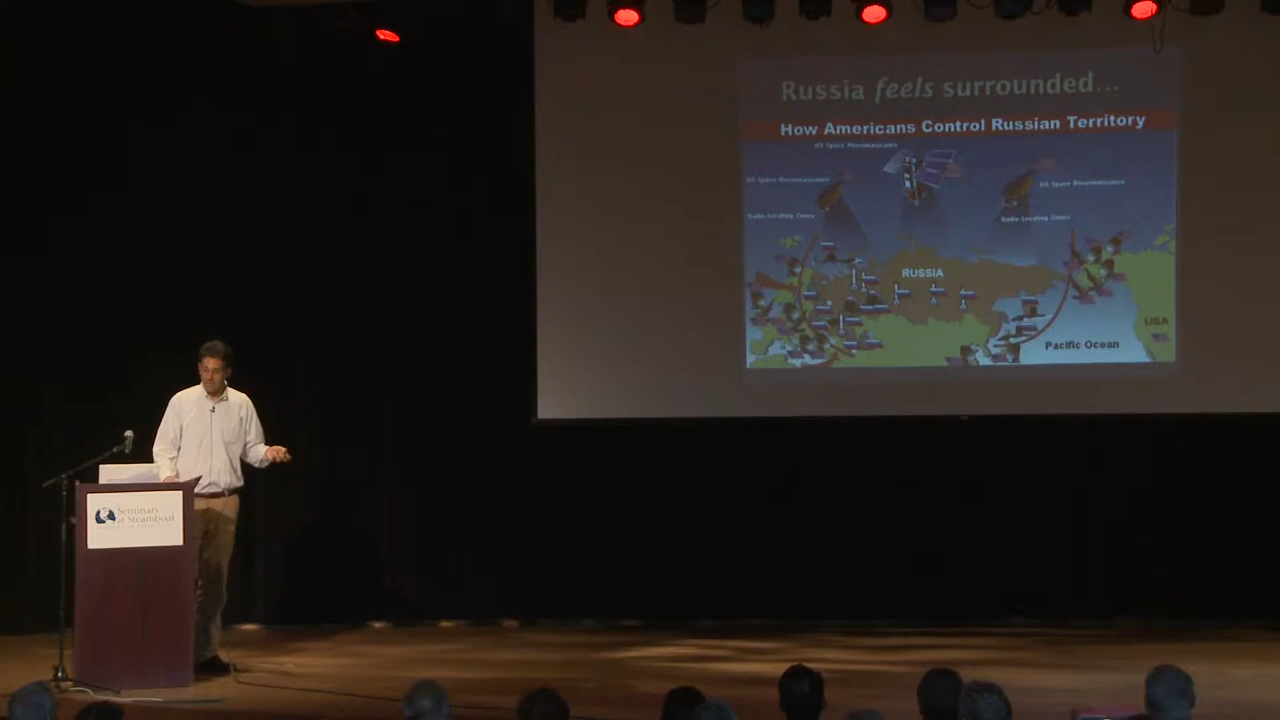 Russia feels surrounded...
How Americans Control Russian Territory
US Space Reconnaissance
US Space Reconnaissance
US Space Reconnaissance
Radio-Locating Zones
Radio-Locating Zones
RUSSIA
USA
Pacific Ocean
Seminars
at Steamboat